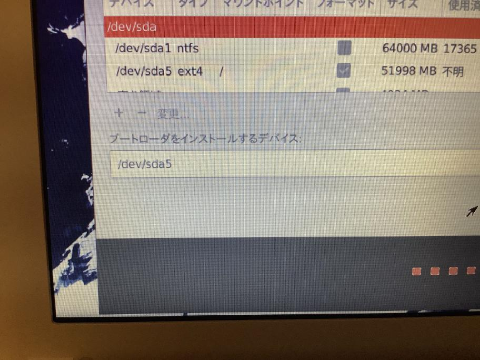 デバイス タイプ マウントポイント フォーマット サイズ 使用済
/dev/sda
/dev/sda1 ntfs 64000 MB 17365
/dev/sda5 ext4 / 51998 MB 不明
+ - 変更...
ブートローダをインストールするデバイス:
/dev/sda5